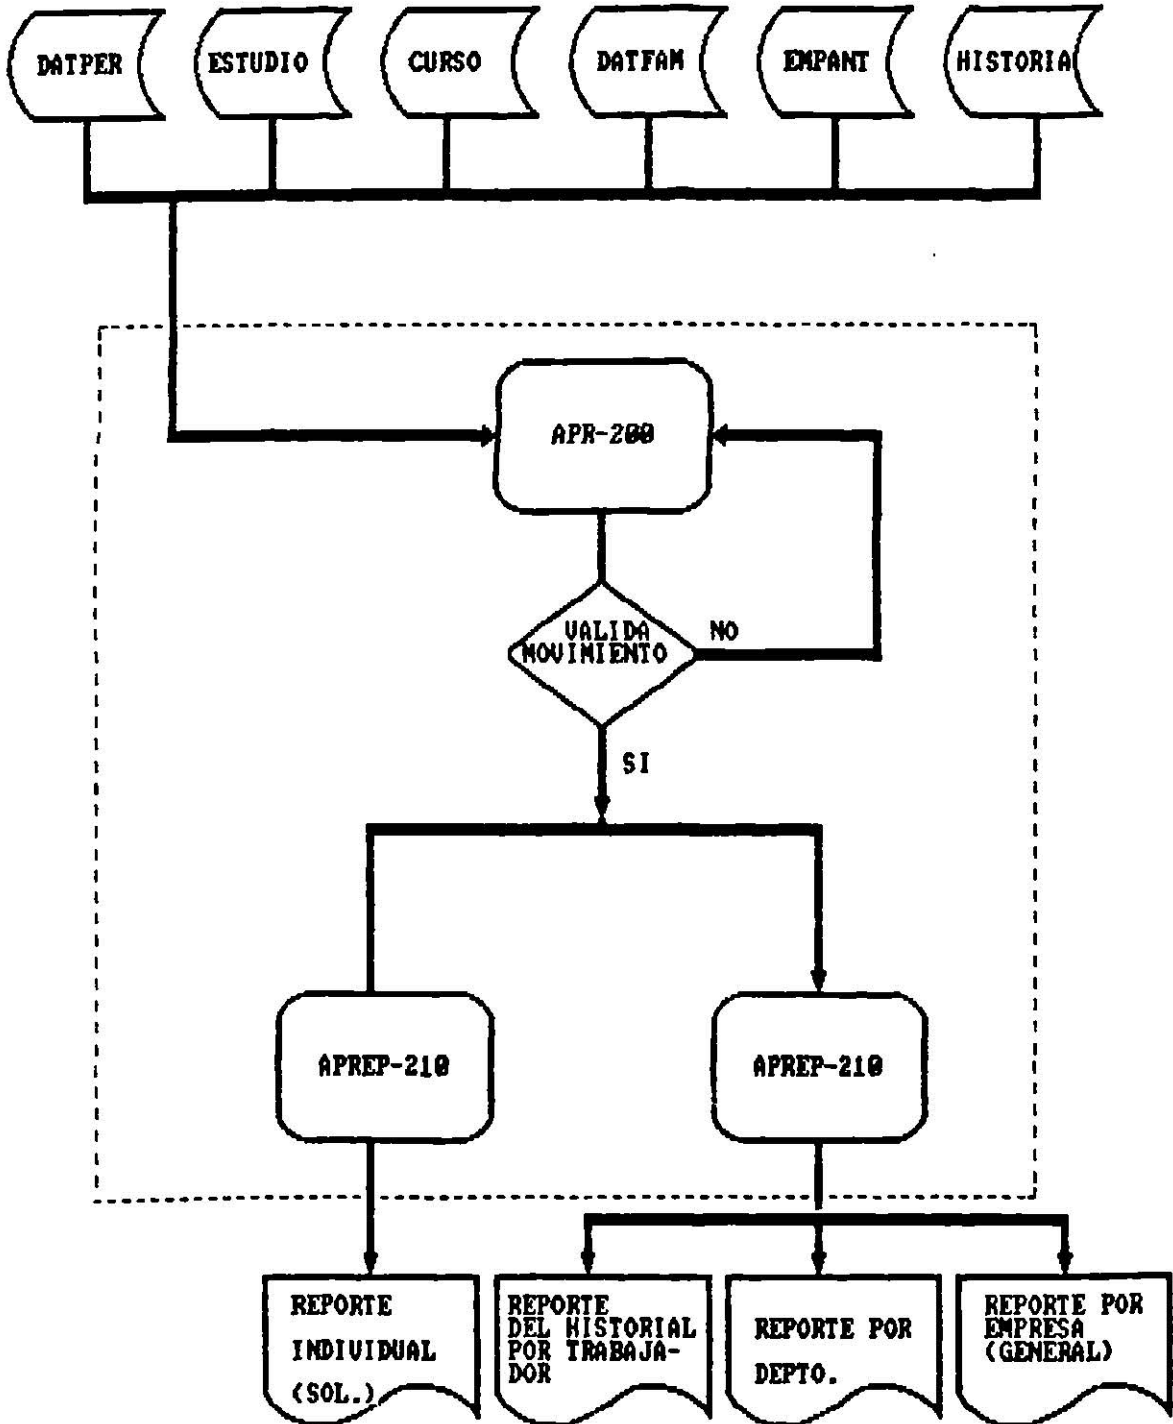 DATPER
ESTUDIO
CURSO
DATFAM
EMPANT
HISTORIA
APR-200
VALIDA
MOVIMIENTO
NO
SI
APREP-210
APREP-210
REPORTE
INDIVIDUAL
(SOL.)
REPORTE
DEL HISTORIAL
POR TRABAJA-
DOR
REPORTE POR
DEPTO.
REPORTE POR
EMPRESA
(GENERAL)